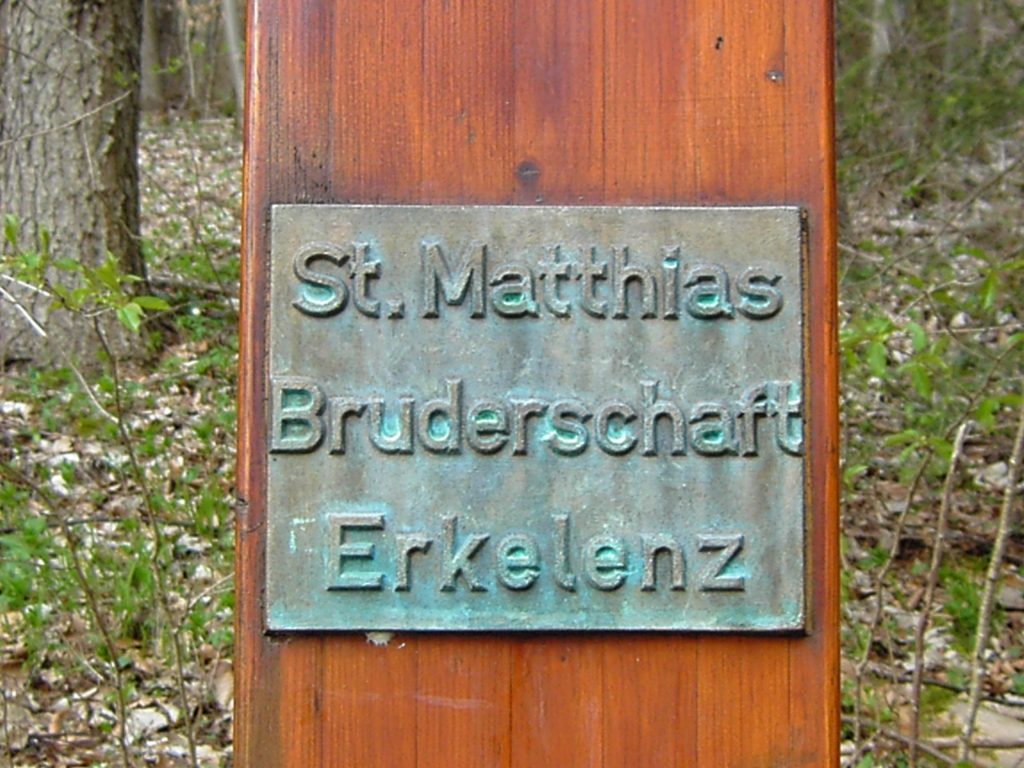 St. Matthias
Bruderschaft
Erkelenz